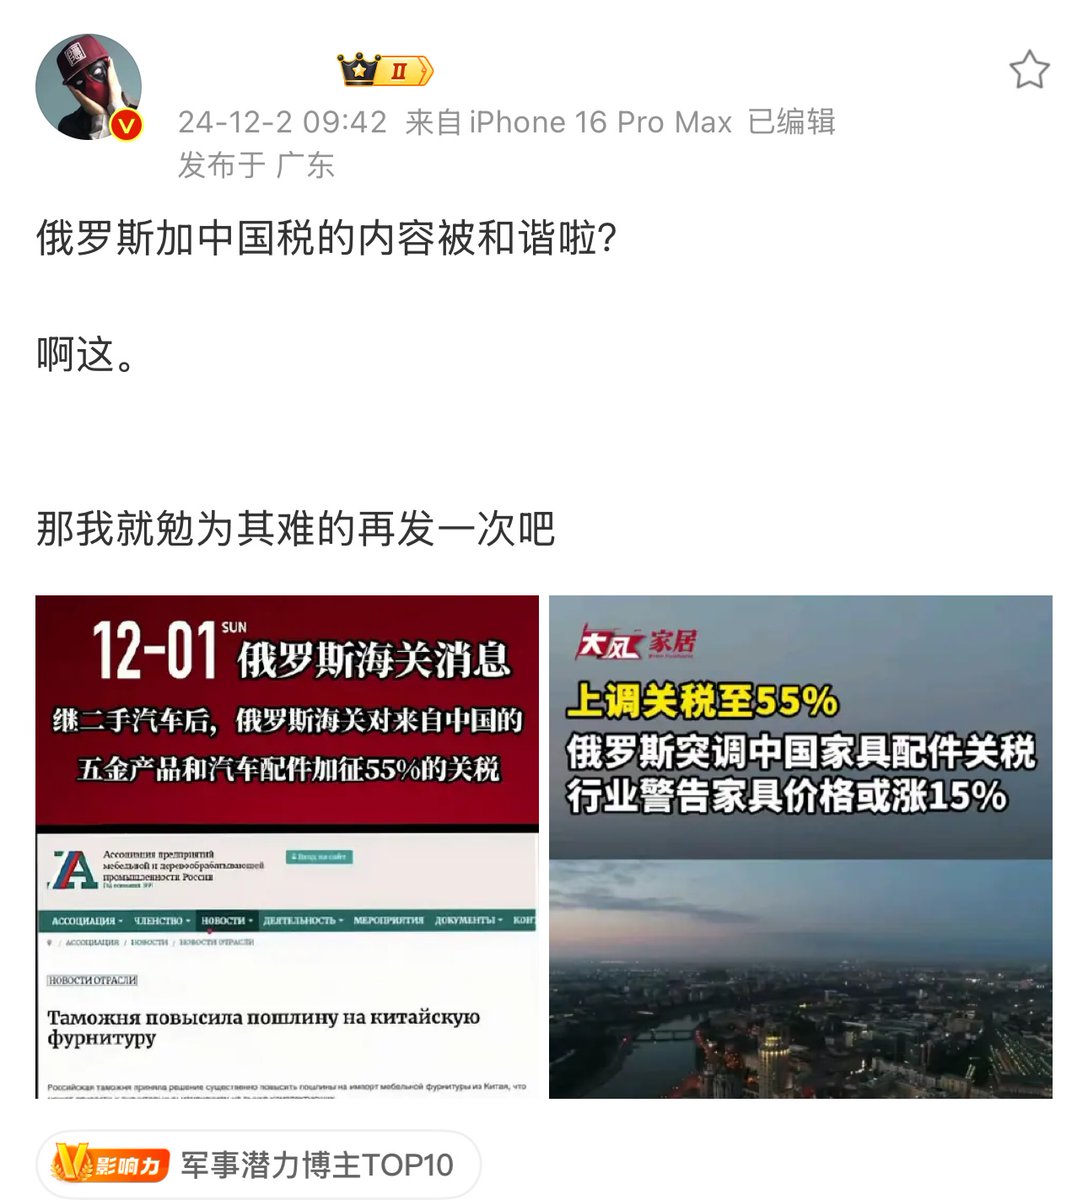 II
24-12-2 09:42 来自 iPhone 16 Pro Max 已编辑
发布于 广东
俄罗斯加中国税的内容被和谐啦？
啊这。
那我就勉为其难的再发一次吧
12-01 SUN 俄罗斯海关消息
继二手汽车后，俄罗斯海关对来自中国的
五金产品和汽车配件加征55%的关税
Ассоциация предприятий
мебельной и деревообрабатывающей
промышленности России
Вход на сайт
АССОЦИАЦИЯ ЧЛЕНСТВО НОВОСТИ ДЕЯТЕЛЬНОСТЬ МЕРОПРИЯТИЯ ДОКУМЕНТЫ КОН
/ АССОЦИАЦИЯ / НОВОСТИ / НОВОСТИ ОТРАСЛИ
НОВОСТИ ОТРАСЛИ
Таможня повысила пошлину на китайскую
фурнитуру
Российская таможня приняла решение существенно повысить пошлины на импорт мебельной фурнитуры из Китая, что
大风家居
上调关税至55%
俄罗斯突调中国家具配件关税
行业警告家具价格或涨15%
V影响力 军事潜力博主TOP10